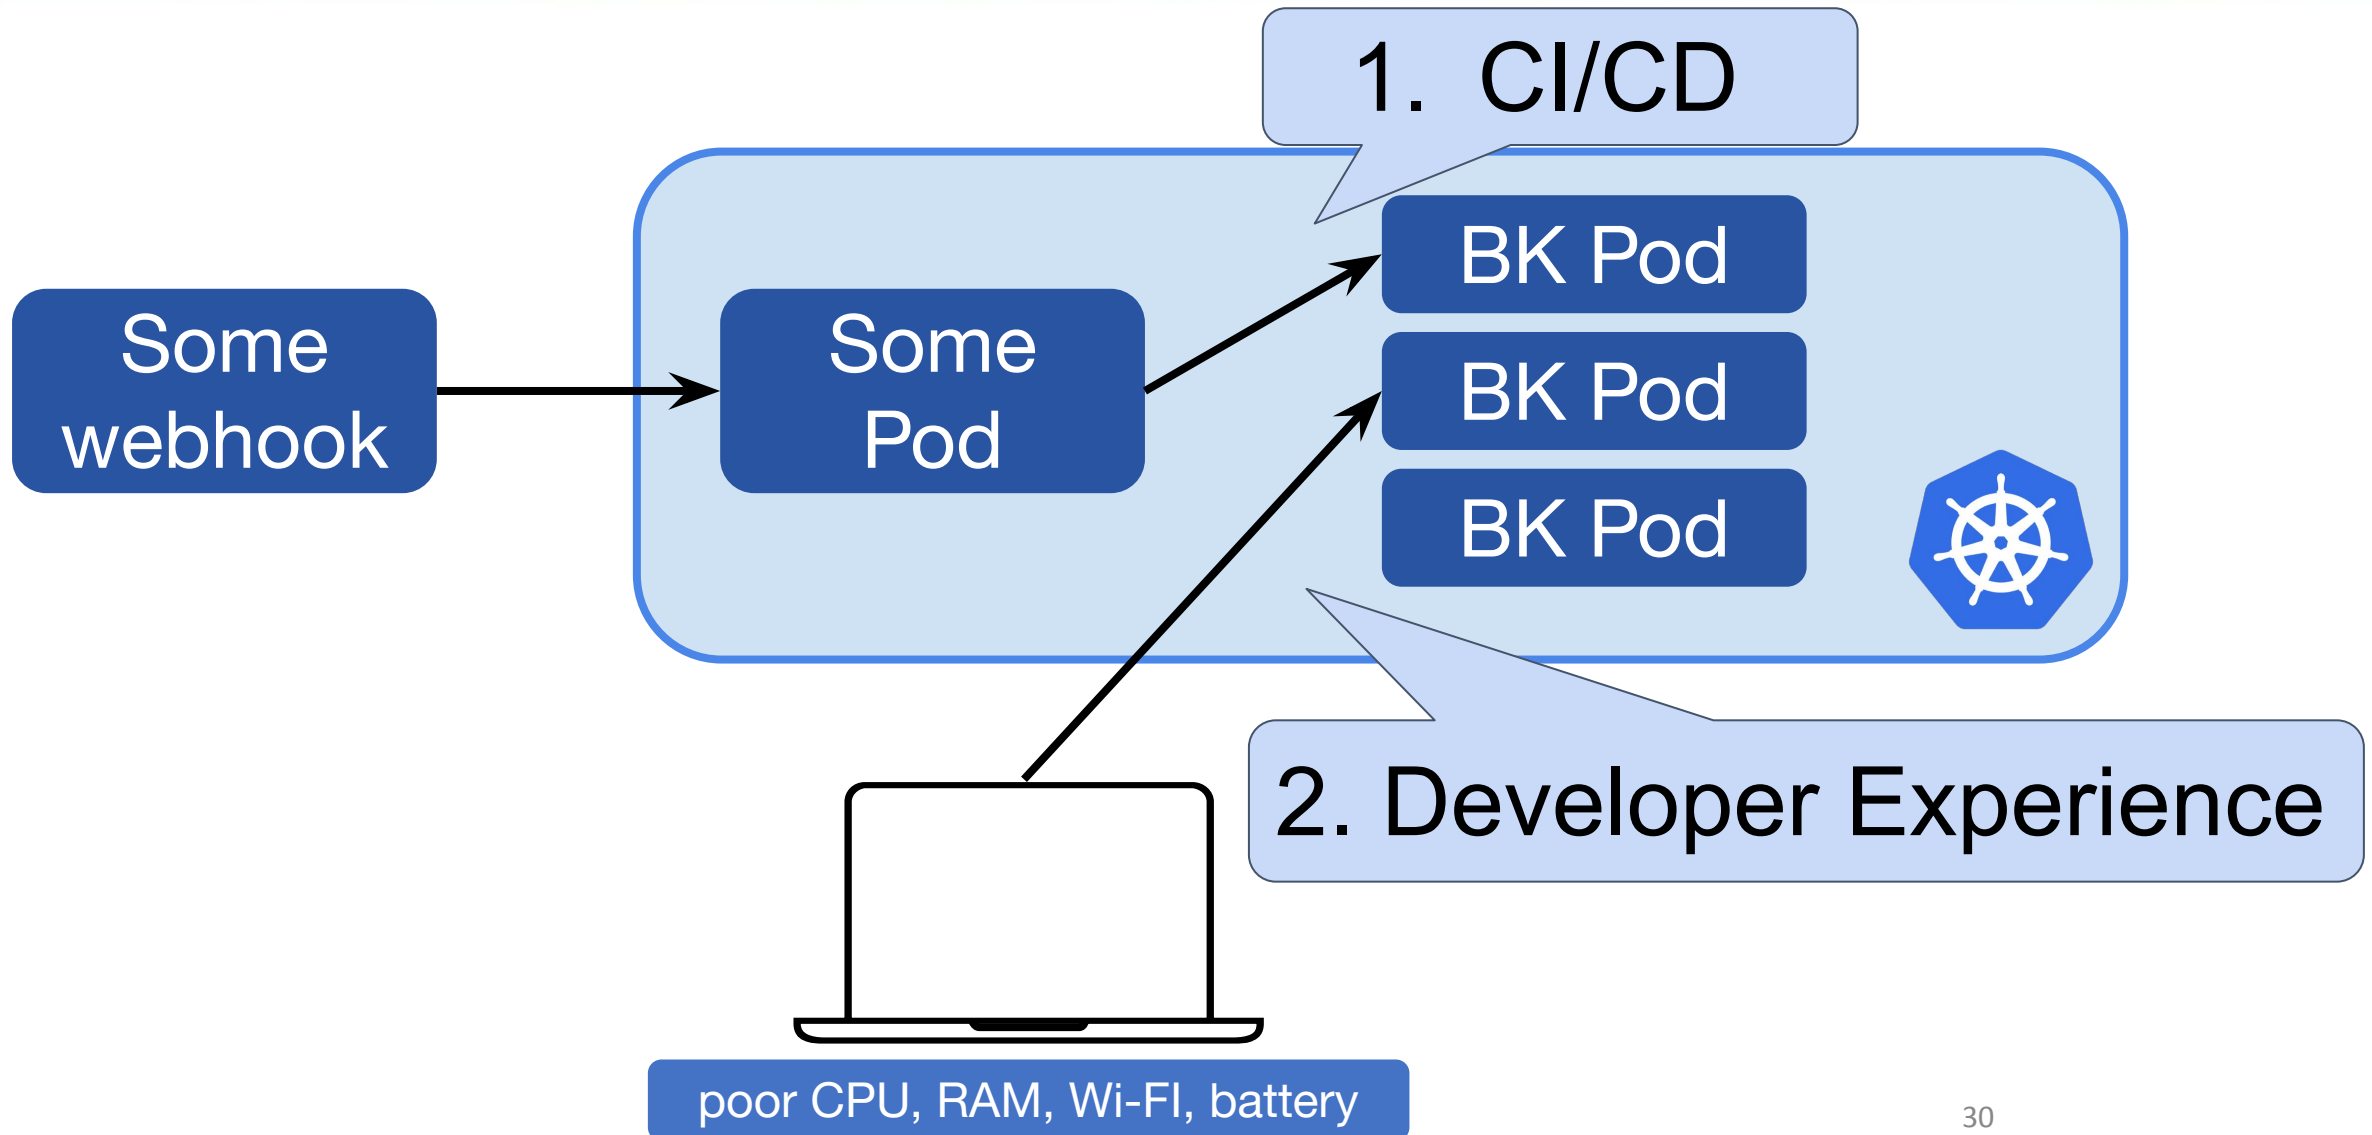 1. CI/CD
Some
webhook
Some
Pod
BK Pod
BK Pod
BK Pod
2. Developer Experience
poor CPU, RAM, Wi-FI, battery
30